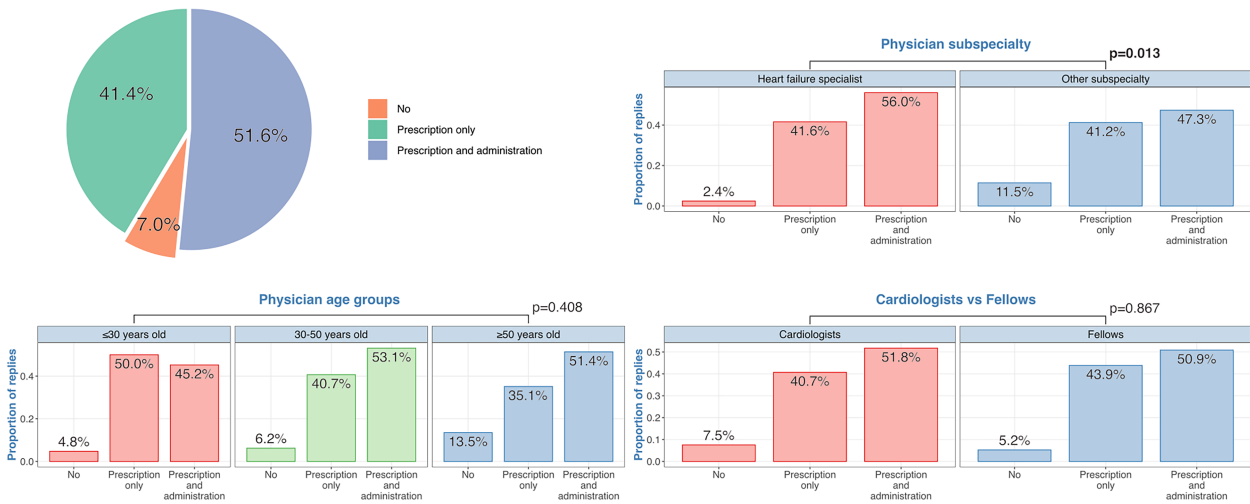 41.4%
51.6%
7.0%
No
Prescription only
Prescription and administration
Physician subspecialty
p=0.013
Heart failure specialist
Other subspecialty
Proportion of replies
0.4
0.2
0.0
2.4%
41.6%
56.0%
11.5%
41.2%
47.3%
No
Prescription
only
Prescription
and
administration
No
Prescription
only
Prescription
and
administration
Physician age groups
p=0.408
≤30 years old
30-50 years old
≥50 years old
Proportion of replies
0.4
0.2
0.0
4.8%
50.0%
45.2%
6.2%
40.7%
53.1%
13.5%
35.1%
51.4%
No
Prescription
only
Prescription
and
administration
No
Prescription
only
Prescription
and
administration
No
Prescription
only
Prescription
and
administration
Cardiologists vs Fellows
p=0.867
Cardiologists
Fellows
Proportion of replies
0.5
0.4
0.3
0.2
0.1
0.0
7.5%
40.7%
51.8%
5.2%
43.9%
50.9%
No
Prescription
only
Prescription
and
administration
No
Prescription
only
Prescription
and
administration